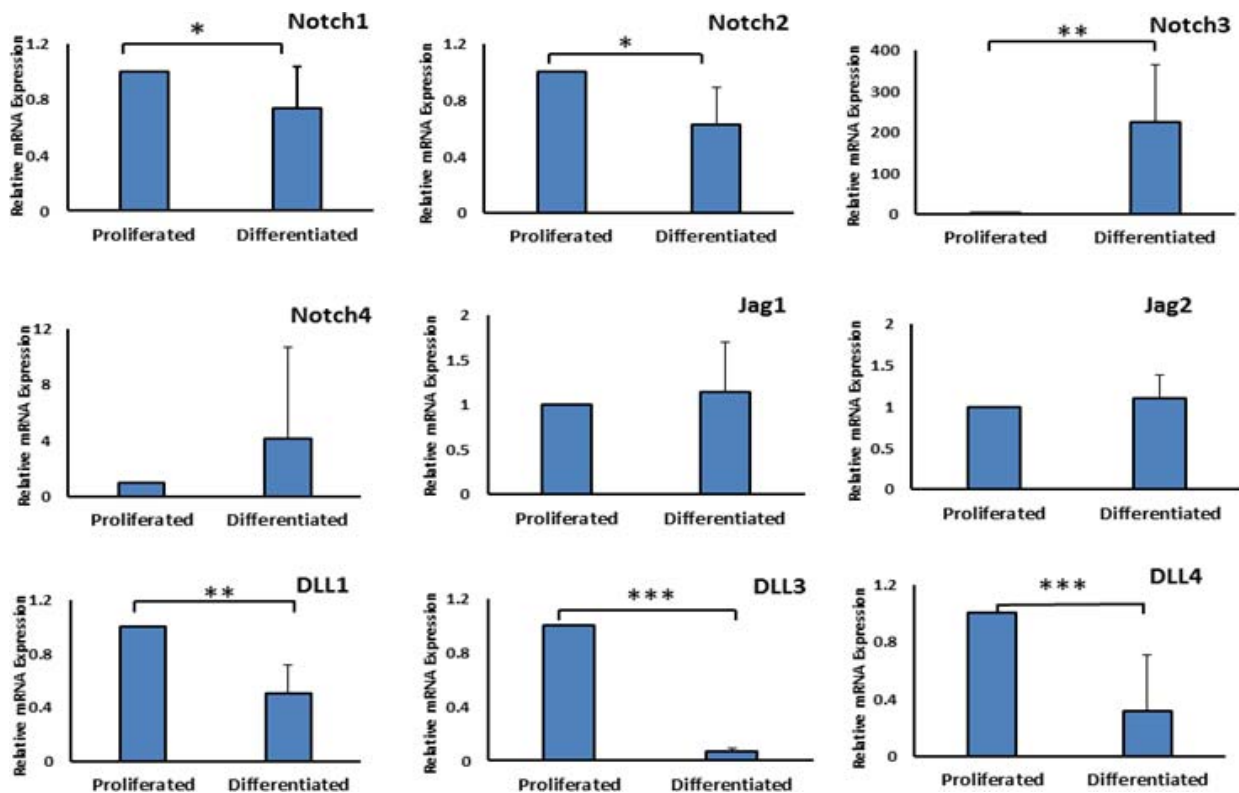 Notch1
*
Relative mRNA Expression
1.2
0.8
0.4
0
Proliferated Differentiated
Notch2
*
Relative mRNA Expression
1.2
0.8
0.4
0
Proliferated Differentiated
Notch3
**
Relative mRNA Expression
400
300
200
100
0
Proliferated Differentiated
Notch4
Relative mRNA Expression
12
8
4
0
Proliferated Differentiated
Jag1
Relative mRNA Expression
2
1.5
1
0.5
0
Proliferated Differentiated
Jag2
Relative mRNA Expression
2
1.5
1
0.5
0
Proliferated Differentiated
DLL1
**
Relative mRNA Expression
1.2
0.8
0.4
0
Proliferated Differentiated
DLL3
***
Relative mRNA Expression
1.2
0.8
0.4
0
Proliferated Differentiated
DLL4
***
Relative mRNA Expression
1.2
0.8
0.4
0
Proliferated Differentiated